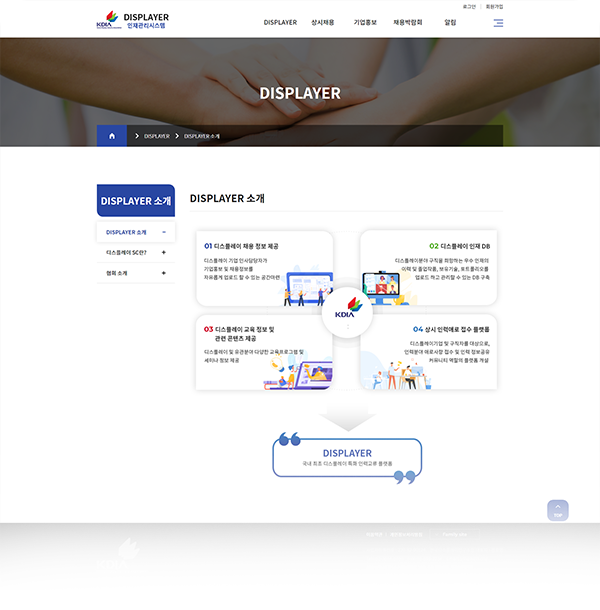 로그인 회원가입
KDIA DISPLAYER
인재관리시스템
DISPLAYER 상시채용 기업홍보 채용박람회 알림
DISPLAYER
DISPLAYER DISPLAYER 소개
DISPLAYER 소개
DISPLAYER 소개
DISPLAYER 소개
디스플레이 SC란?
협회 소개
01 디스플레이 채용 정보 제공
디스플레이 기업 인사담당자가
기업홍보 및 채용정보를
자유롭게 업로드 할 수 있는 공간마련
02 디스플레이 인재 DB
디스플레이분야 구직을 희망하는 우수 인재의
이력 및 졸업작품, 보유기술, 포트폴리오를
업로드 하고 관리할 수 있는 DB 구축
KDIA
03 디스플레이 교육 정보 및
관련 콘텐츠 제공
디스플레이 및 유관분야 다양한 교육프로그램 및
세미나 정보 제공
04 상시 인력애로 접수 플랫폼
디스플레이기업 및 구직자를 대상으로,
인력분야 애로사항 접수 및 인력 정보공유
커뮤니티 역할의 플랫폼 개설
DISPLAYER
국내 최초 디스플레이 특화 인력교류 플랫폼
TOP